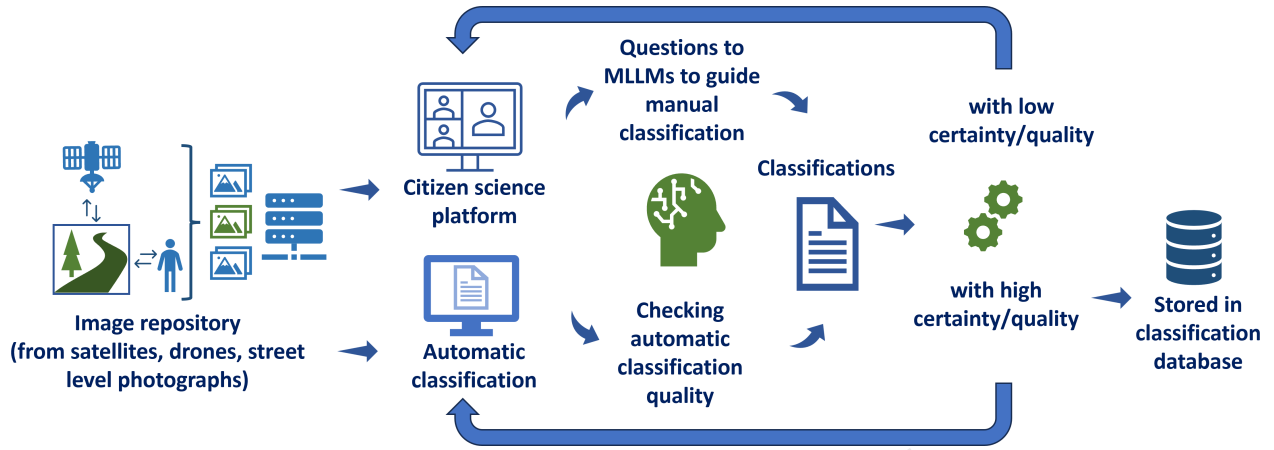 Questions to
MLLMs to guide
manual
classification
with low
certainty/quality
Citizen science
platform
Classifications
Image repository
(from satellites, drones, street
level photographs)
Automatic
classification
Checking
automatic
classification
quality
with high
certainty/quality
Stored in
classification
database